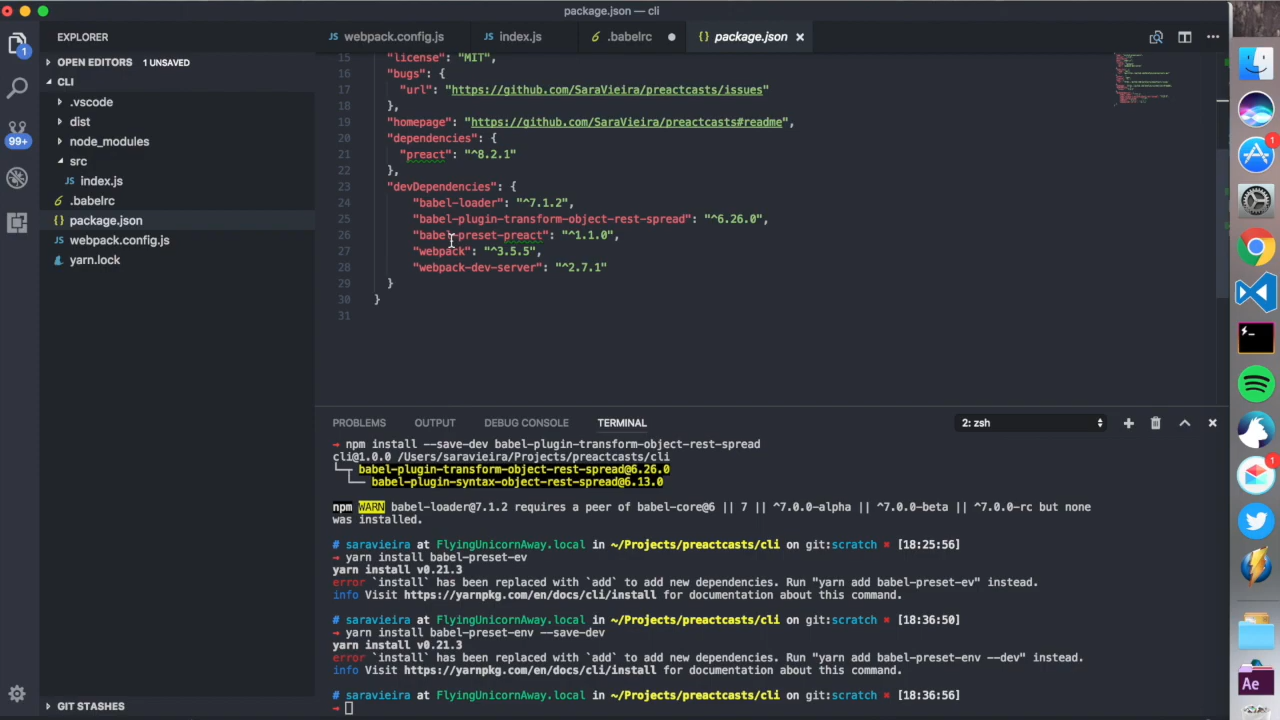 package.json — cli
EXPLORER
webpack.config.js
index.js
.babelrc
package.json
OPEN EDITORS 1 UNSAVED
CLI
.vscode
dist
node_modules
src
index.js
.babelrc
package.json
webpack.config.js
yarn.lock
GIT STASHES
1
99+
15 "license": "MIT",
16 "bugs": {
17 "url": "https://github.com/SaraVieira/preactcasts/issues"
18 },
19 "homepage": "https://github.com/SaraVieira/preactcasts#readme",
20 "dependencies": {
21 "preact": "^8.2.1"
22 },
23 "devDependencies": {
24 "babel-loader": "^7.1.2",
25 "babel-plugin-transform-object-rest-spread": "^6.26.0",
26 "babel-preset-preact": "^1.1.0",
27 "webpack": "^3.5.5",
28 "webpack-dev-server": "^2.7.1"
29 }
30 }
31
PROBLEMS OUTPUT DEBUG CONSOLE TERMINAL 2: zsh
→ npm install --save-dev babel-plugin-transform-object-rest-spread
cli@1.0.0 /Users/saravieira/Projects/preactcasts/cli
└─┬ babel-plugin-transform-object-rest-spread@6.26.0
└── babel-plugin-syntax-object-rest-spread@6.13.0
npm WARN babel-loader@7.1.2 requires a peer of babel-core@6 || 7 || ^7.0.0-alpha || ^7.0.0-beta || ^7.0.0-rc but none
was installed.
# saravieira at FlyingUnicornAway.local in ~/Projects/preactcasts/cli on git:scratch ✖ [18:25:56]
→ yarn install babel-preset-ev
yarn install v0.21.3
error `install` has been replaced with `add` to add new dependencies. Run "yarn add babel-preset-ev" instead.
info Visit https://yarnpkg.com/en/docs/cli/install for documentation about this command.
# saravieira at FlyingUnicornAway.local in ~/Projects/preactcasts/cli on git:scratch ✖ [18:36:50]
→ yarn install babel-preset-env --save-dev
yarn install v0.21.3
error `install` has been replaced with `add` to add new dependencies. Run "yarn add babel-preset-env --dev" instead.
info Visit https://yarnpkg.com/en/docs/cli/install for documentation about this command.
# saravieira at FlyingUnicornAway.local in ~/Projects/preactcasts/cli on git:scratch ✖ [18:36:56]
→
1
1
Ae